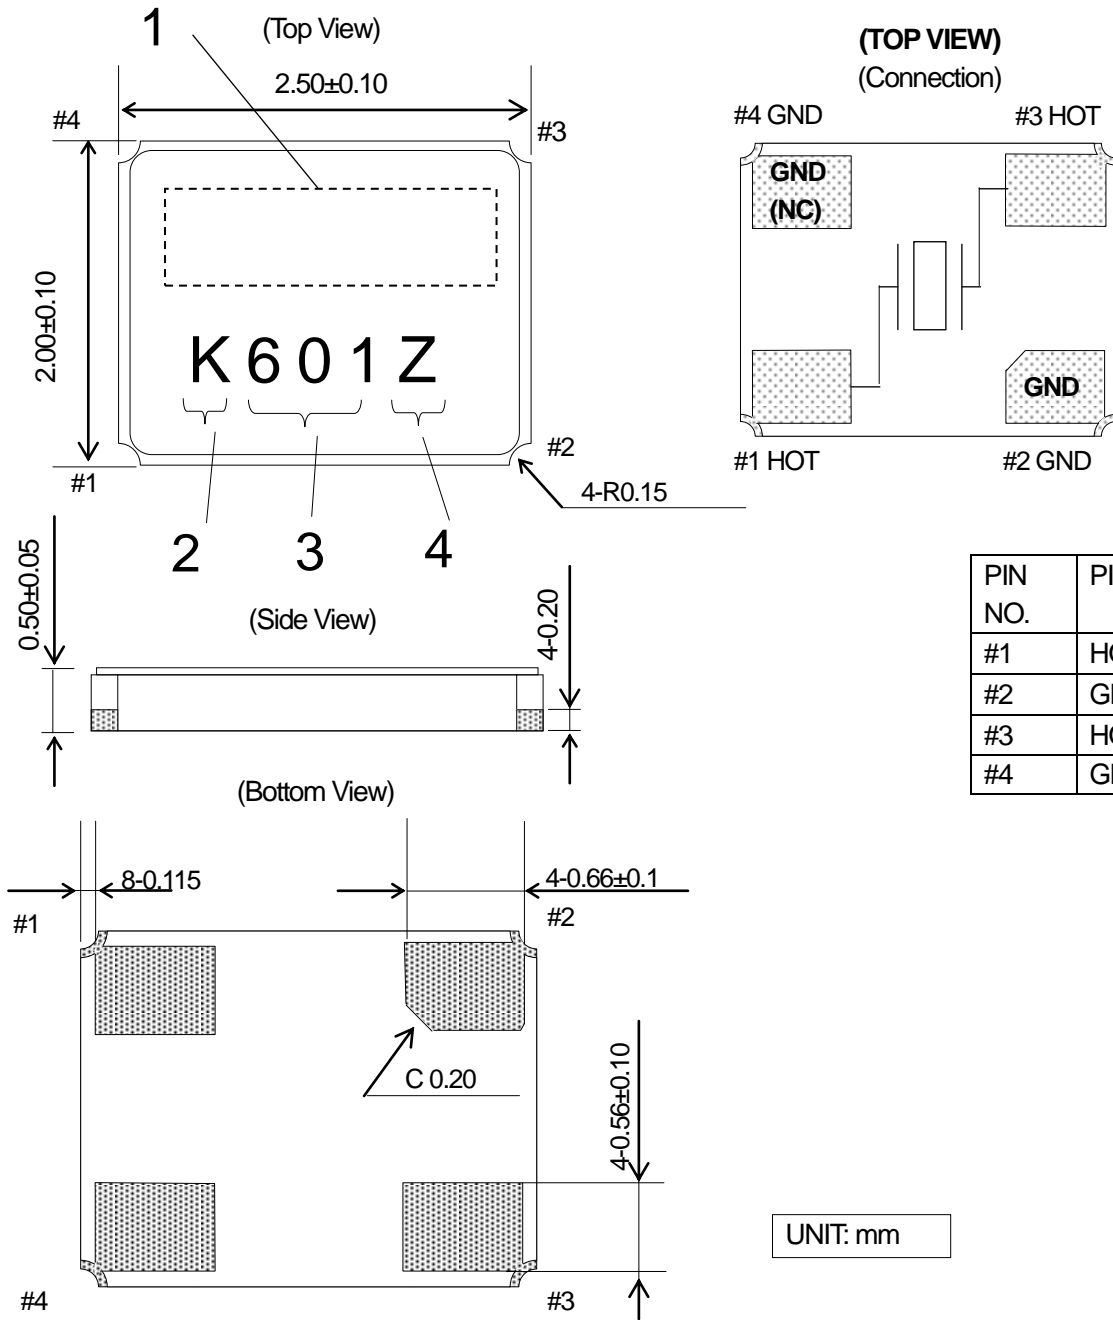 1
(Top View)
2.50±0.10
#4
#3
2.00±0.10
K 6 0 1 Z
#1
#2
4-R0.15
2
3
4
(TOP VIEW)
(Connection)
#4 GND
#3 HOT
GND
(NC)
GND
#1 HOT
#2 GND
0.50±0.05
(Side View)
4-0.20
PIN
NO.
#1
#2
#3
#4
(Bottom View)
8-0.115
4-0.66±0.1
#1
#2
C 0.20
4-0.56±0.10
#4
#3
UNIT: mm